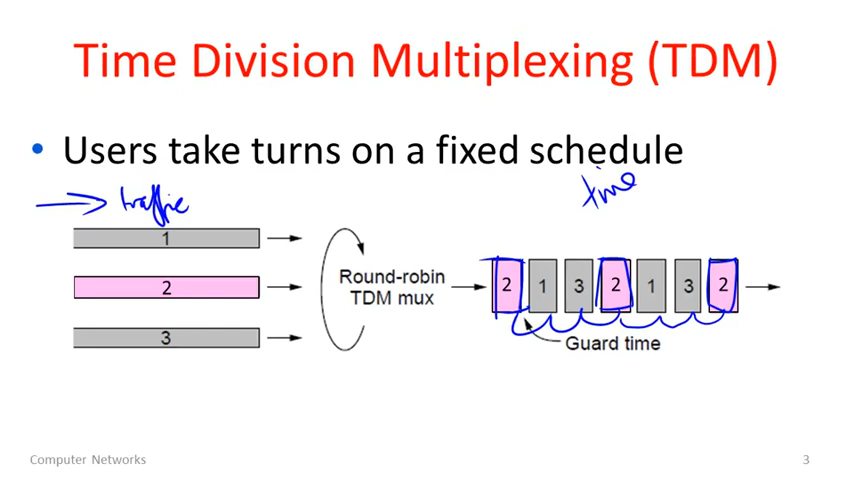 Time Division Multiplexing (TDM)
• Users take turns on a fixed schedule
traffic
time
1
2
3
Round-robin
TDM mux
2 1 3 2 1 3 2
Guard time
Computer Networks
3